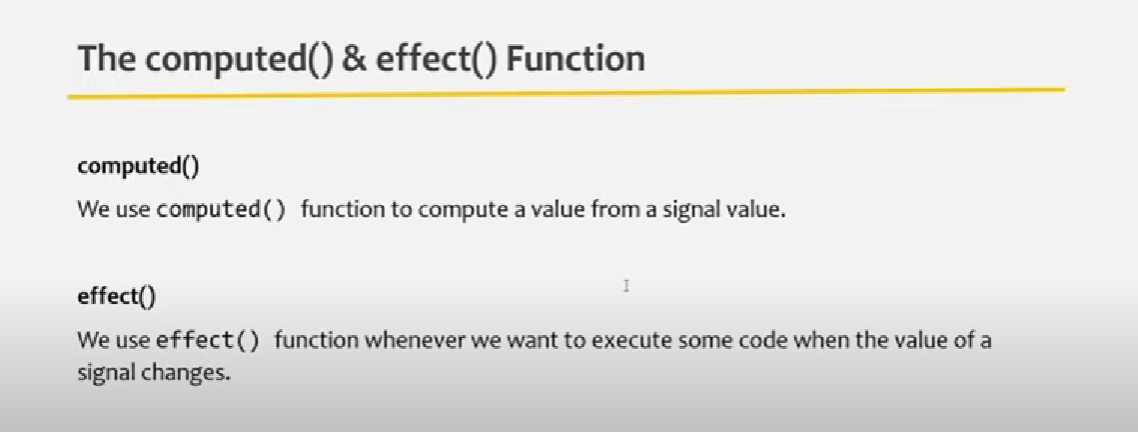 The computed() & effect() Function
computed()
We use computed() function to compute a value from a signal value.
effect()
We use effect() function whenever we want to execute some code when the value of a
signal changes.